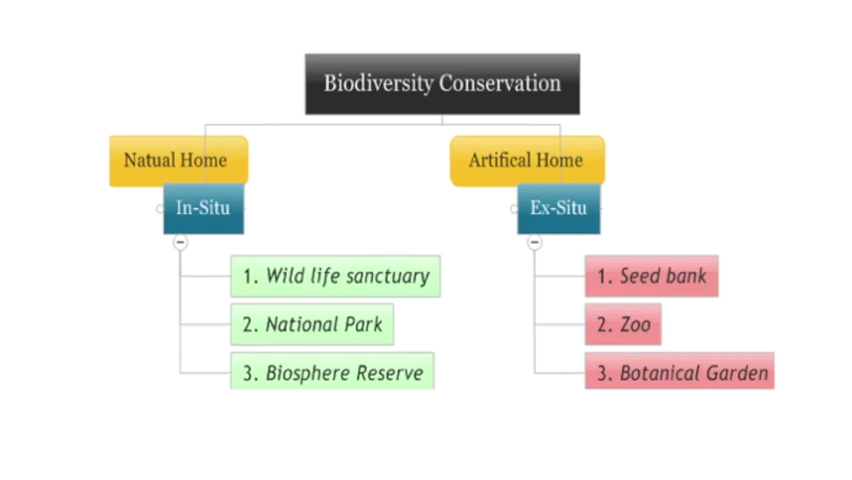 Biodiversity Conservation
Natual Home
Artifical Home
In-Situ
Ex-Situ
1. Wild life sanctuary
1. Seed bank
2. National Park
2. Zoo
3. Biosphere Reserve
3. Botanical Garden